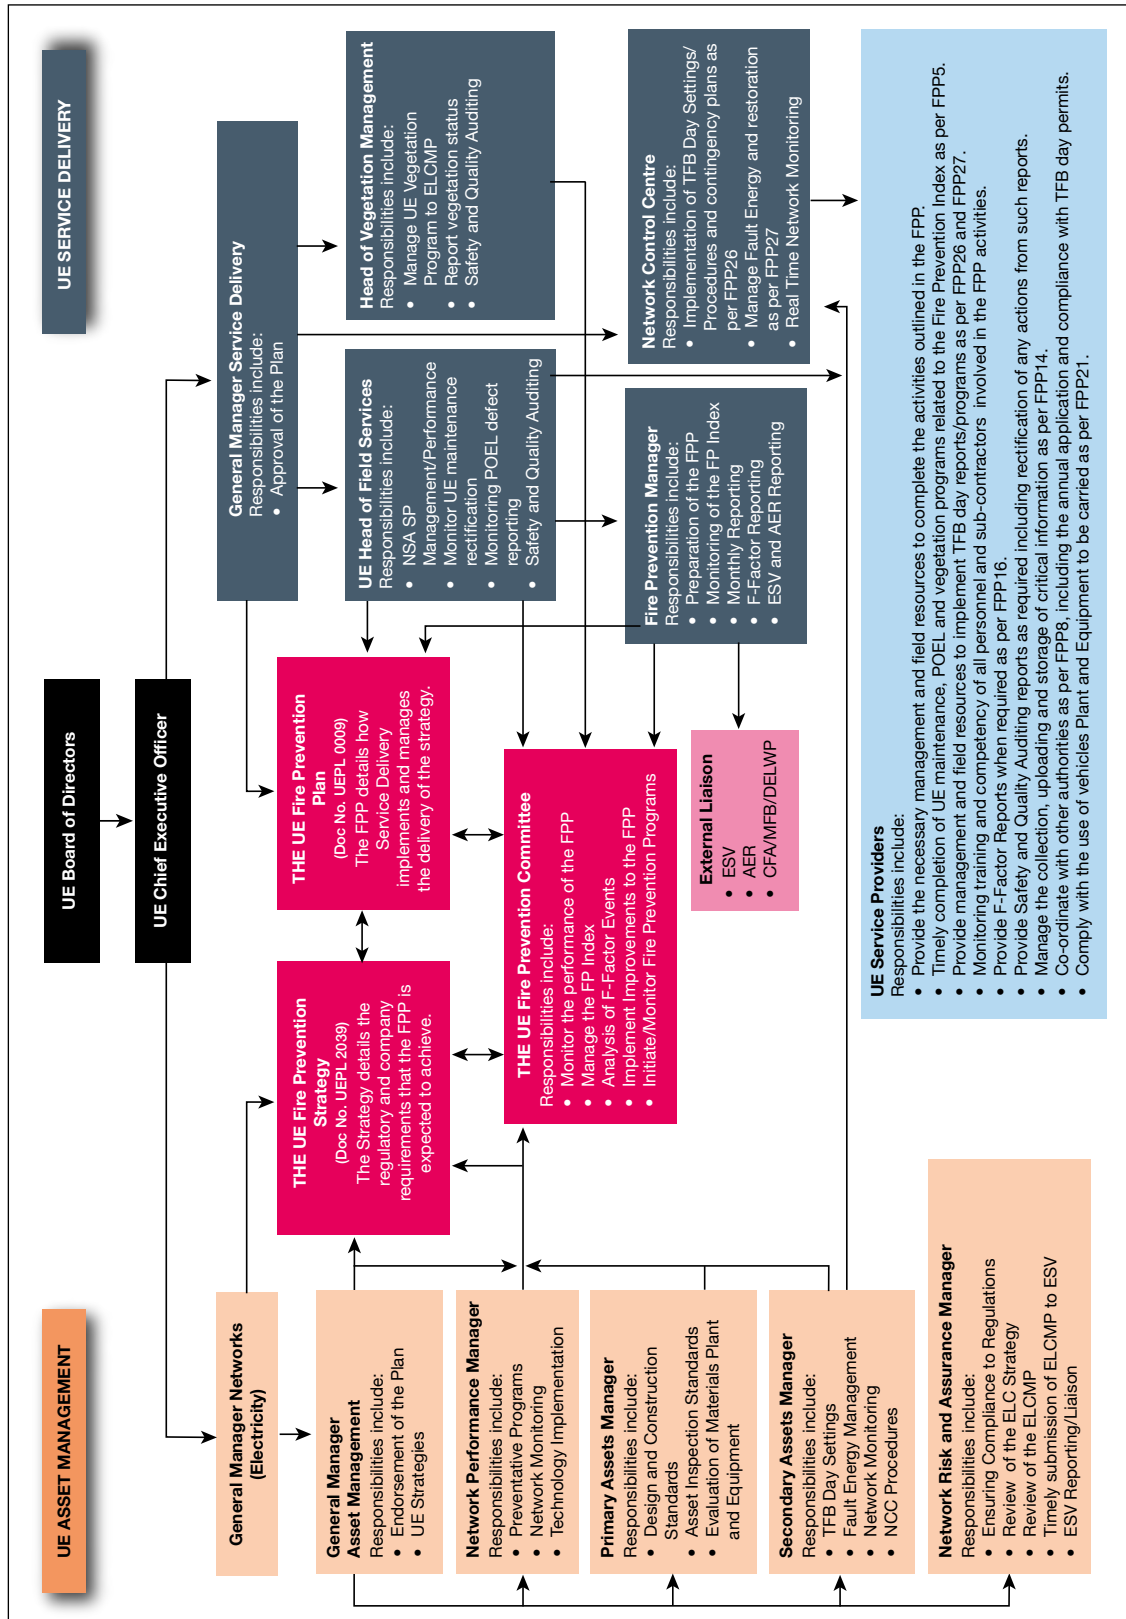 UE ASSET MANAGEMENT
UE SERVICE DELIVERY
UE Board of Directors
UE Chief Executive Officer
General Manager Networks
(Electricity)
General Manager Service Delivery
Responsibilities include:
• Approval of the Plan
General Manager
Asset Management
Responsibilities include:
• Endorsement of the Plan
• UE Strategies
THE UE Fire Prevention
Strategy
(Doc No. UEPL 2039)
The Strategy details the
regulatory and company
requirements that the FPP is
expected to achieve.
THE UE Fire Prevention
Plan
(Doc No. UEPL 0009)
The FPP details how
Service Delivery
implements and manages
the delivery of the strategy.
UE Head of Field Services
Responsibilities include:
• NSA SP
Management/Performance
• Monitor UE maintenance
rectification
• Monitoring POEL defect
reporting
• Safety and Quality Auditing
Head of Vegetation Management
Responsibilities include:
• Manage UE Vegetation
Program to ELCMP
• Report vegetation status
• Safety and Quality Auditing
Network Performance Manager
Responsibilities include:
• Preventative Programs
• Network Monitoring
• Technology Implementation
THE UE Fire Prevention Committee
Responsibilities include:
• Monitor the performance of the FPP
• Manage the FP Index
• Analysis of F-Factor Events
• Implement Improvements to the FPP
• Initiate/Monitor Fire Prevention Programs
Primary Assets Manager
Responsibilities include:
• Design and Construction
Standards
• Asset Inspection Standards
• Evaluation of Materials Plant
and Equipment
Fire Prevention Manager
Responsibilities include:
• Preparation of the FPP
• Monitoring of the FP Index
• Monthly Reporting
• F-Factor Reporting
• ESV and AER Reporting
Network Control Centre
Responsibilities include:
• Implementation of TFB Day Settings/
Procedures and contingency plans as
per FPP26
• Manage Fault Energy and restoration
as per FPP27
• Real Time Network Monitoring
External Liaison
• ESV
• AER
• CFA/MFB/DELWP
Secondary Assets Manager
Responsibilities include:
• TFB Day Settings
• Fault Energy Management
• Network Monitoring
• NCC Procedures
Network Risk and Assurance Manager
Responsibilities include:
• Ensuring Compliance to Regulations
• Review of the ELC Strategy
• Review of the ELCMP
• Timely submission of ELCMP to ESV
• ESV Reporting/Liaison
UE Service Providers
Responsibilities include:
• Provide the necessary management and field resources to complete the activities outlined in the FPP.
• Timely completion of UE maintenance, POEL and vegetation programs related to the Fire Prevention Index as per FPP5.
• Provide management and field resources to implement TFB day reports/programs as per FPP26 and FPP27.
• Monitoring training and competency of all personnel and sub-contractors involved in the FPP activities.
• Provide F-Factor Reports when required as per FPP16.
• Provide Safety and Quality Auditing reports as required including rectification of any actions from such reports.
• Manage the collection, uploading and storage of critical information as per FPP14.
• Co-ordinate with other authorities as per FPP8, including the annual application and compliance with TFB day permits.
• Comply with the use of vehicles Plant and Equipment to be carried as per FPP21.